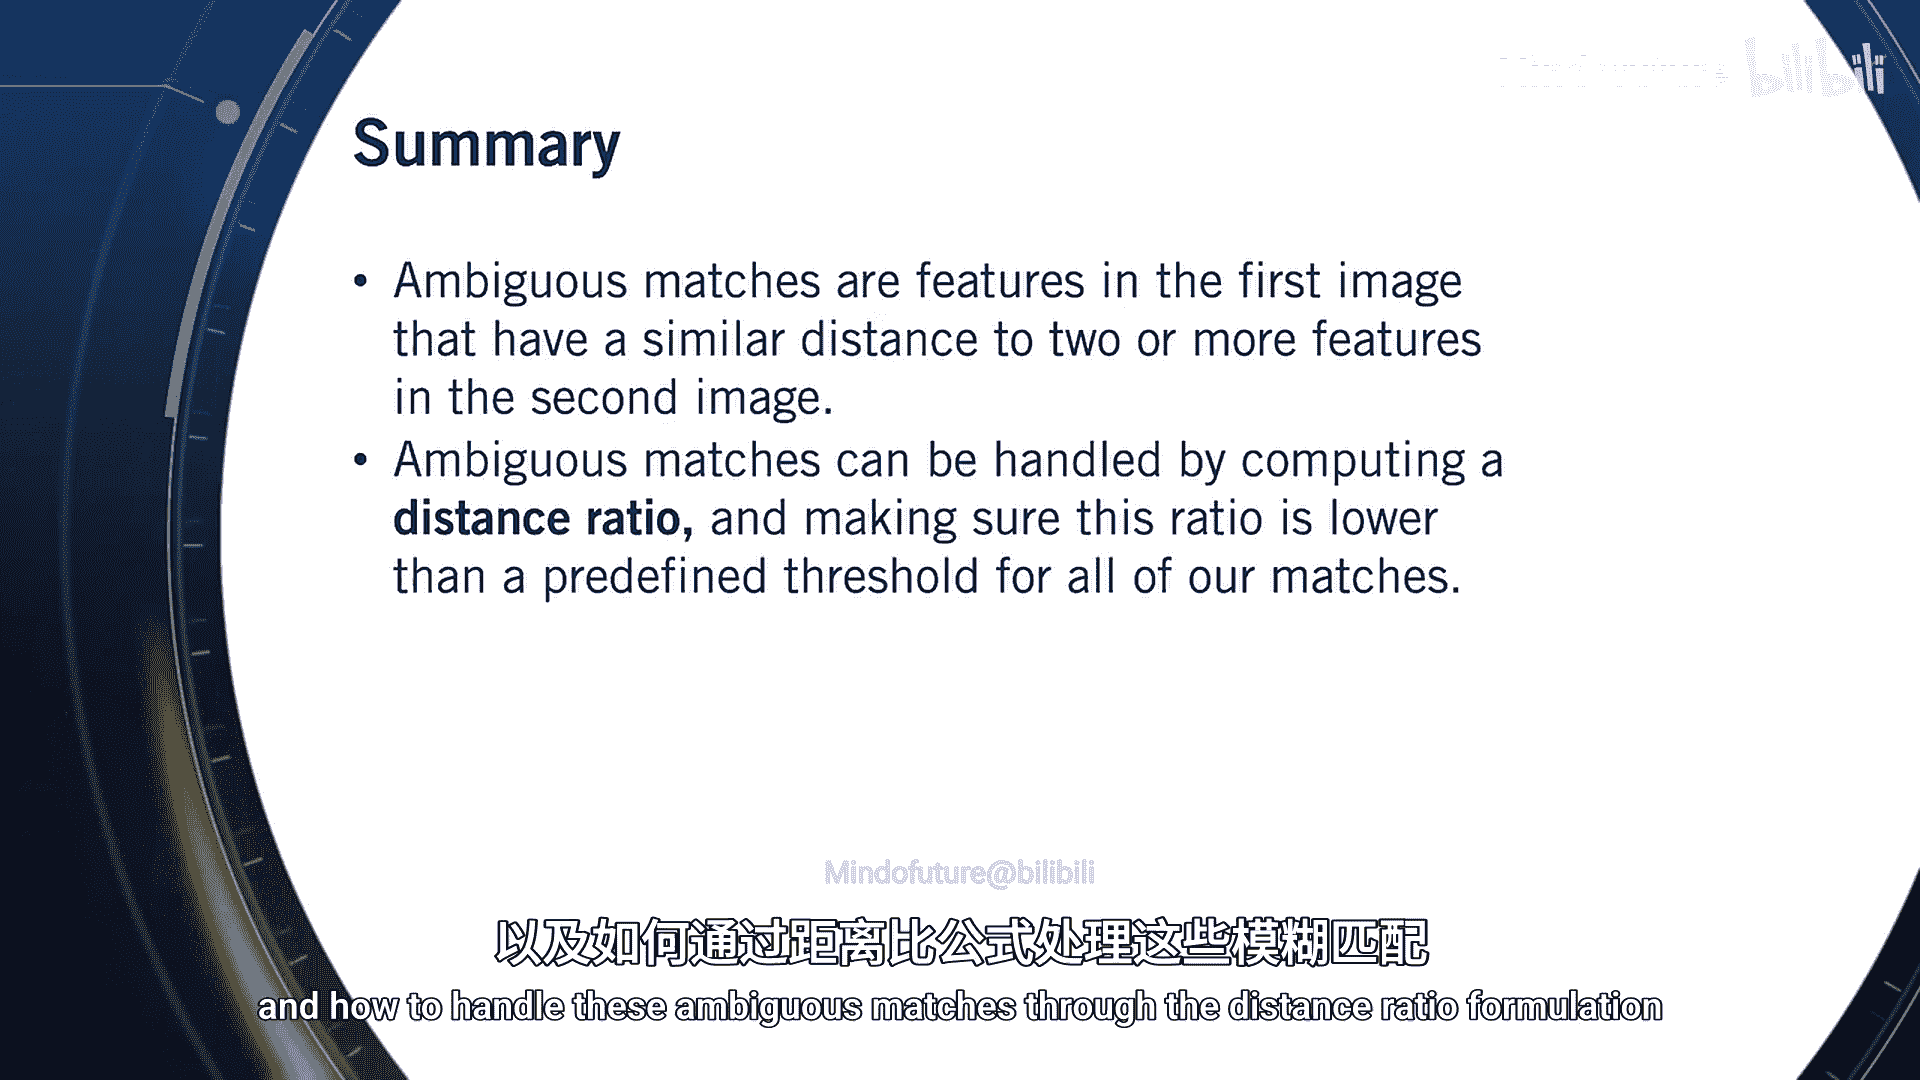 bilibili
Summary
• Ambiguous matches are features in the first image
that have a similar distance to two or more features
in the second image.
• Ambiguous matches can be handled by computing a
distance ratio, and making sure this ratio is lower
than a predefined threshold for all of our matches.
Mindofuture@bilibili
以及如何通过距离比公式处理这些模糊匹配
and how to handle these ambiguous matches through the distance ratio formulation